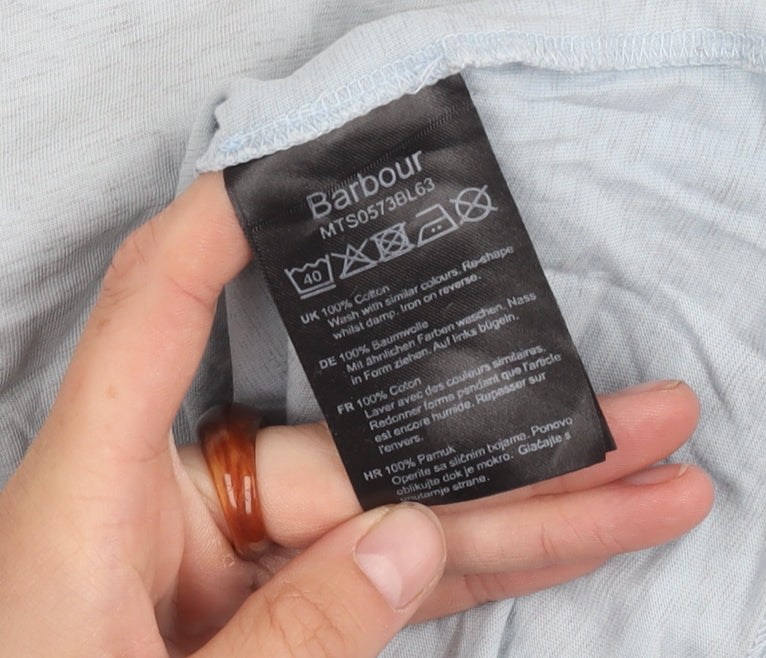 Barbour
MTS0573BL63
40
UK 100% Cotton
Wash with similar colours. Re-shape
whilst damp. Iron on reverse.
DE 100% Baumwolle
Mit ähnlichen Farben waschen. Nass
in Form ziehen. Auf links bügeln.
FR 100% Coton
Laver avec des couleurs similaires.
Redonner forme pendant que l'article
est encore humide. Repasser sur
l'envers.
HR 100% Pamuk
Operite sa sličnim bojama. Ponovo
oblikujte dok je mokro. Glačajte s
unutarnje strane.